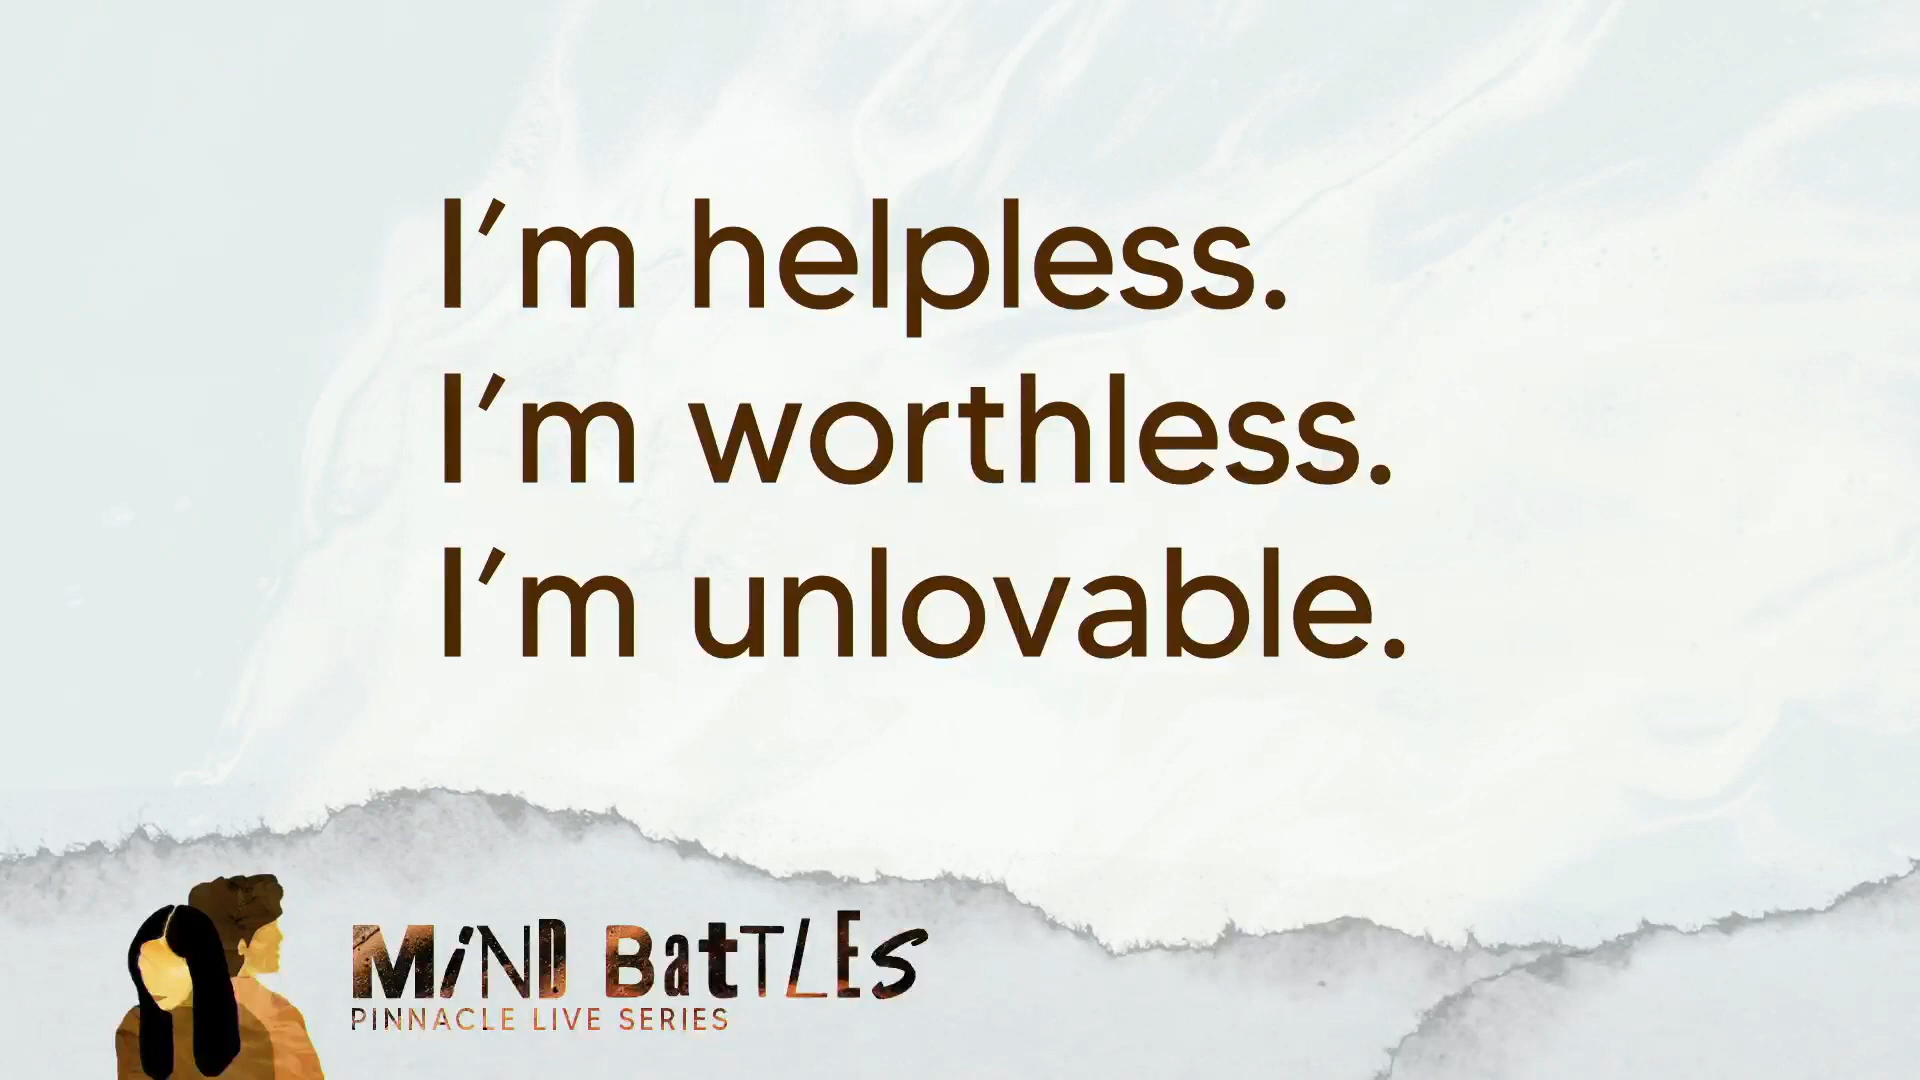 I’m helpless.
I’m worthless.
I’m unlovable.
MiND BatTLES
PINNACLE LIVE SERIES